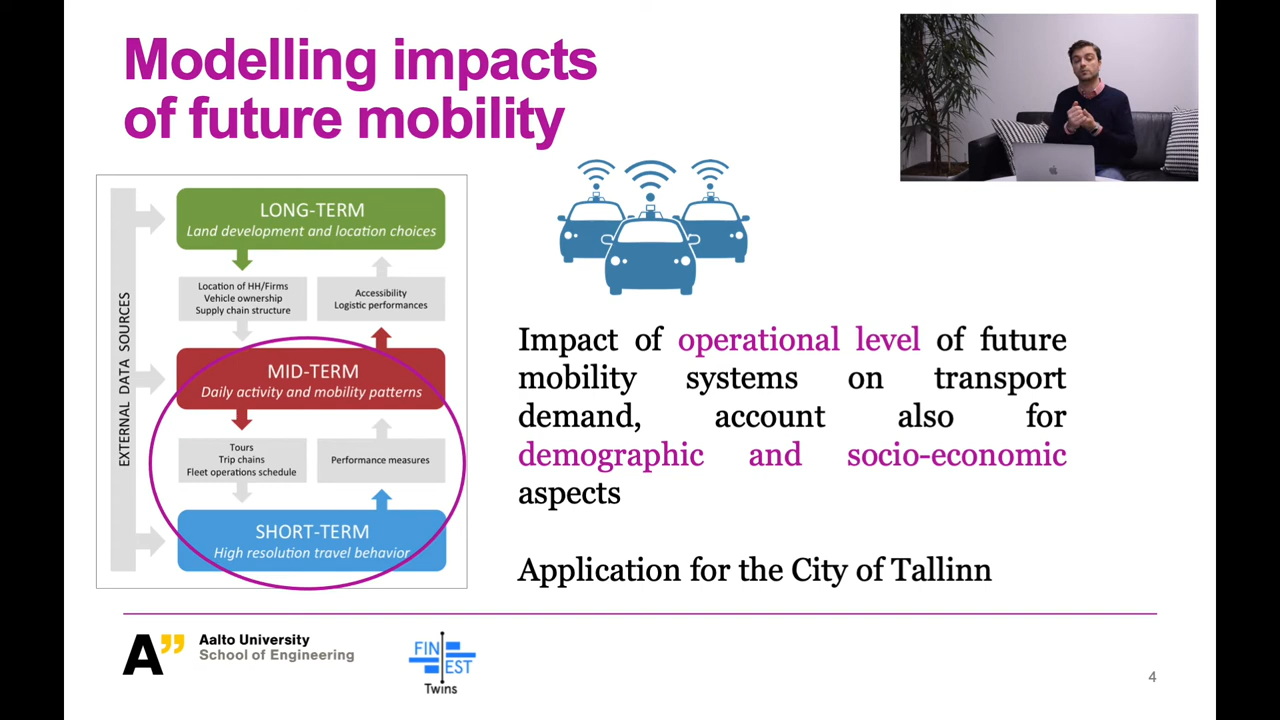 Modelling impacts
of future mobility
EXTERNAL DATA SOURCES
LONG-TERM
Land development and location choices
Location of HH/Firms
Vehicle ownership
Supply chain structure
Accessibility
Logistic performances
MID-TERM
Daily activity and mobility patterns
Tours
Trip chains
Fleet operations schedule
Performance measures
SHORT-TERM
High resolution travel behavior
Impact of operational level of future
mobility systems on transport
demand, account also for
demographic and socio-economic
aspects
Application for the City of Tallinn
A”
Aalto University
School of Engineering
FIN
EST
Twins
4